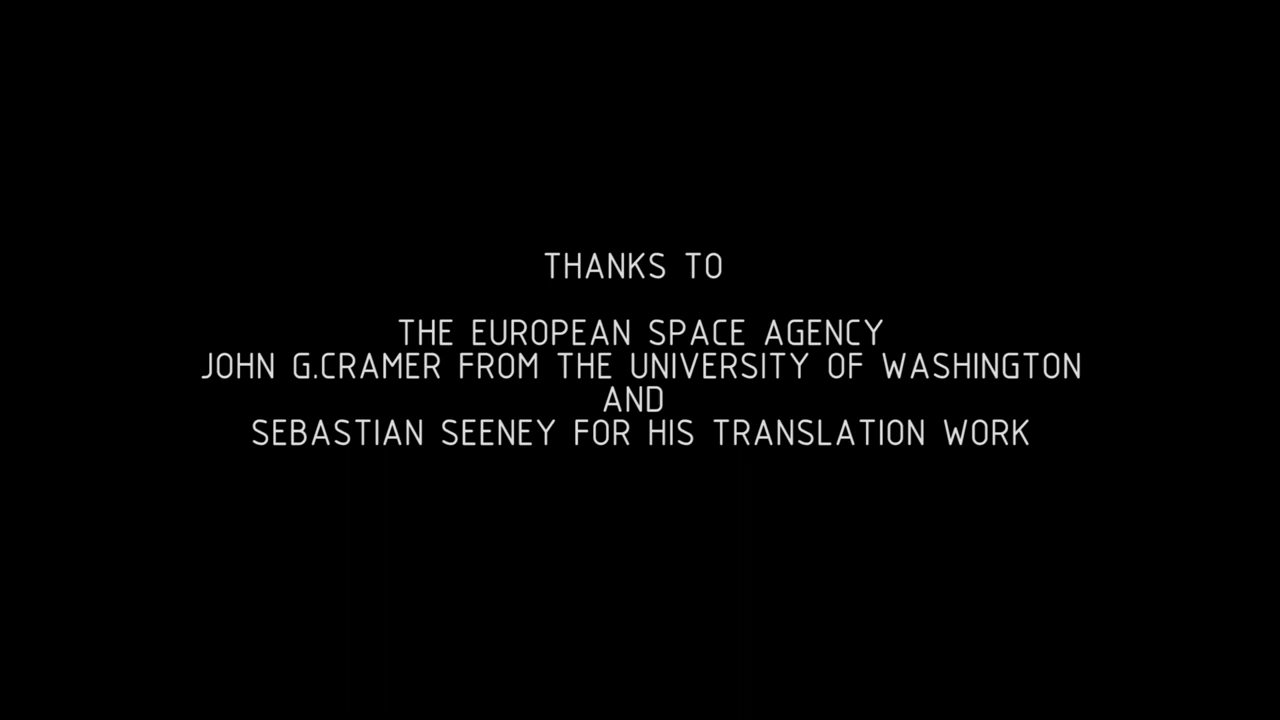 THANKS TO
THE EUROPEAN SPACE AGENCY
JOHN G.CRAMER FROM THE UNIVERSITY OF WASHINGTON
AND
SEBASTIAN SEENEY FOR HIS TRANSLATION WORK